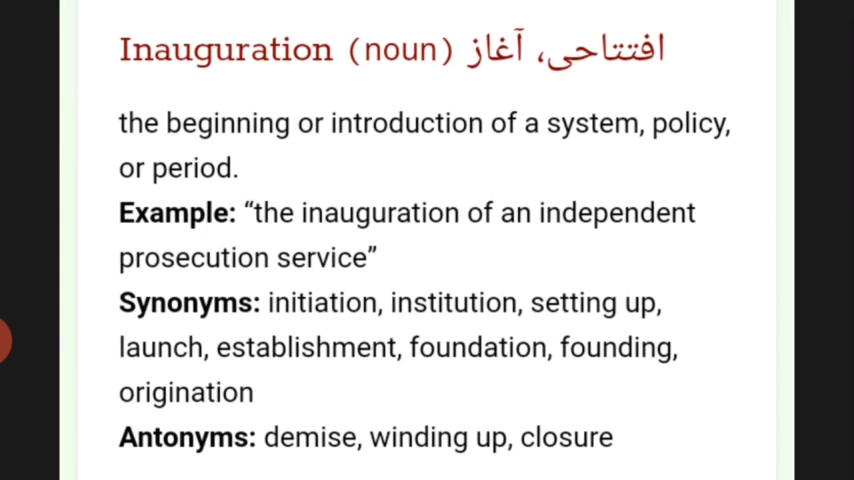 Inauguration (noun) افتتاحی، آغاز
the beginning or introduction of a system, policy,
or period.
Example: “the inauguration of an independent
prosecution service”
Synonyms: initiation, institution, setting up,
launch, establishment, foundation, founding,
origination
Antonyms: demise, winding up, closure